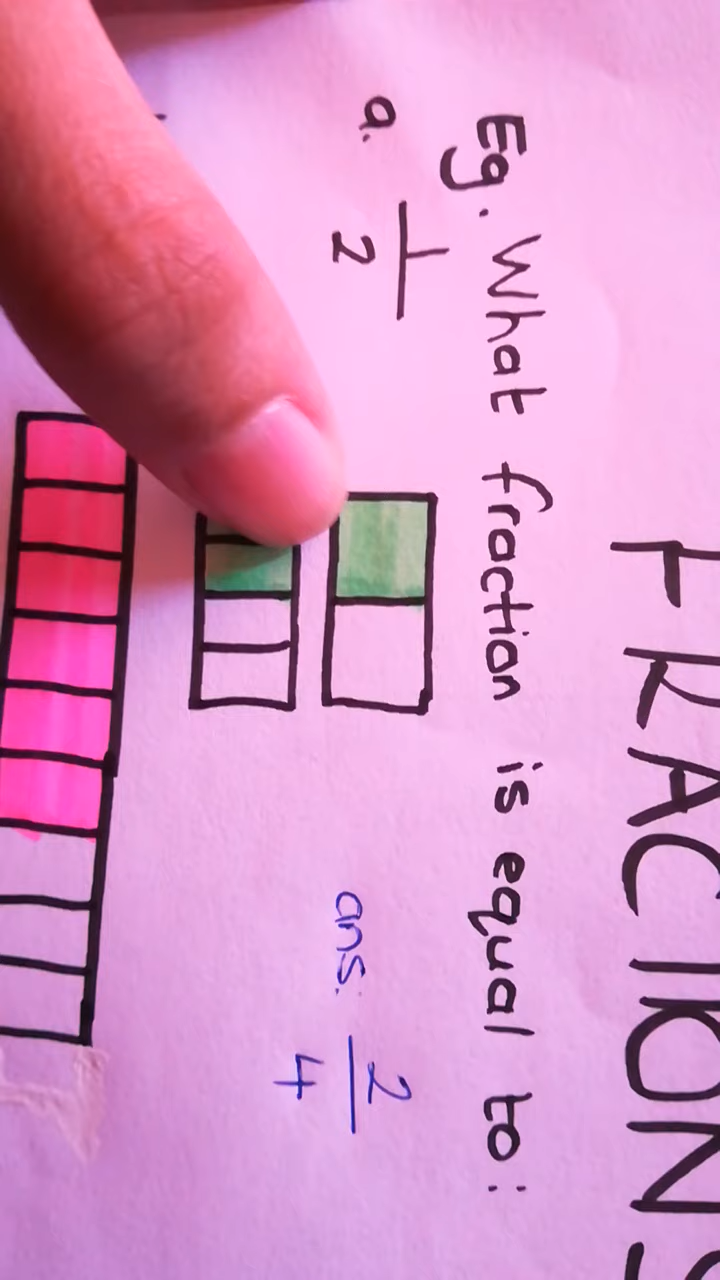 FRACTIONS
Eg. What fraction is equal to:
a. 1/2
ans: 2/4